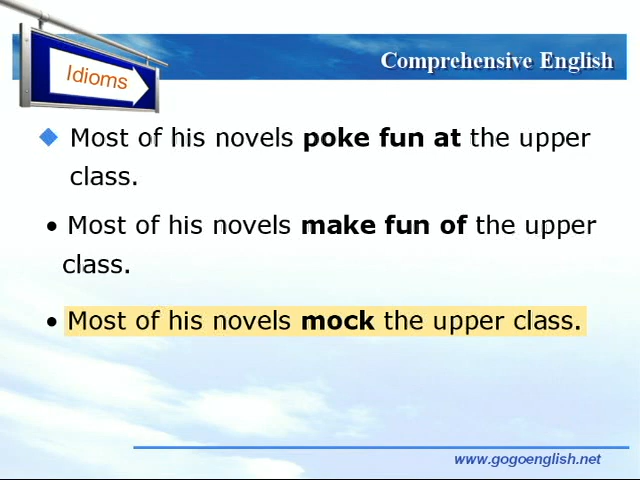 Idioms
Comprehensive English
Most of his novels poke fun at the upper
class.
• Most of his novels make fun of the upper
class.
• Most of his novels mock the upper class.
www.gogoenglish.net